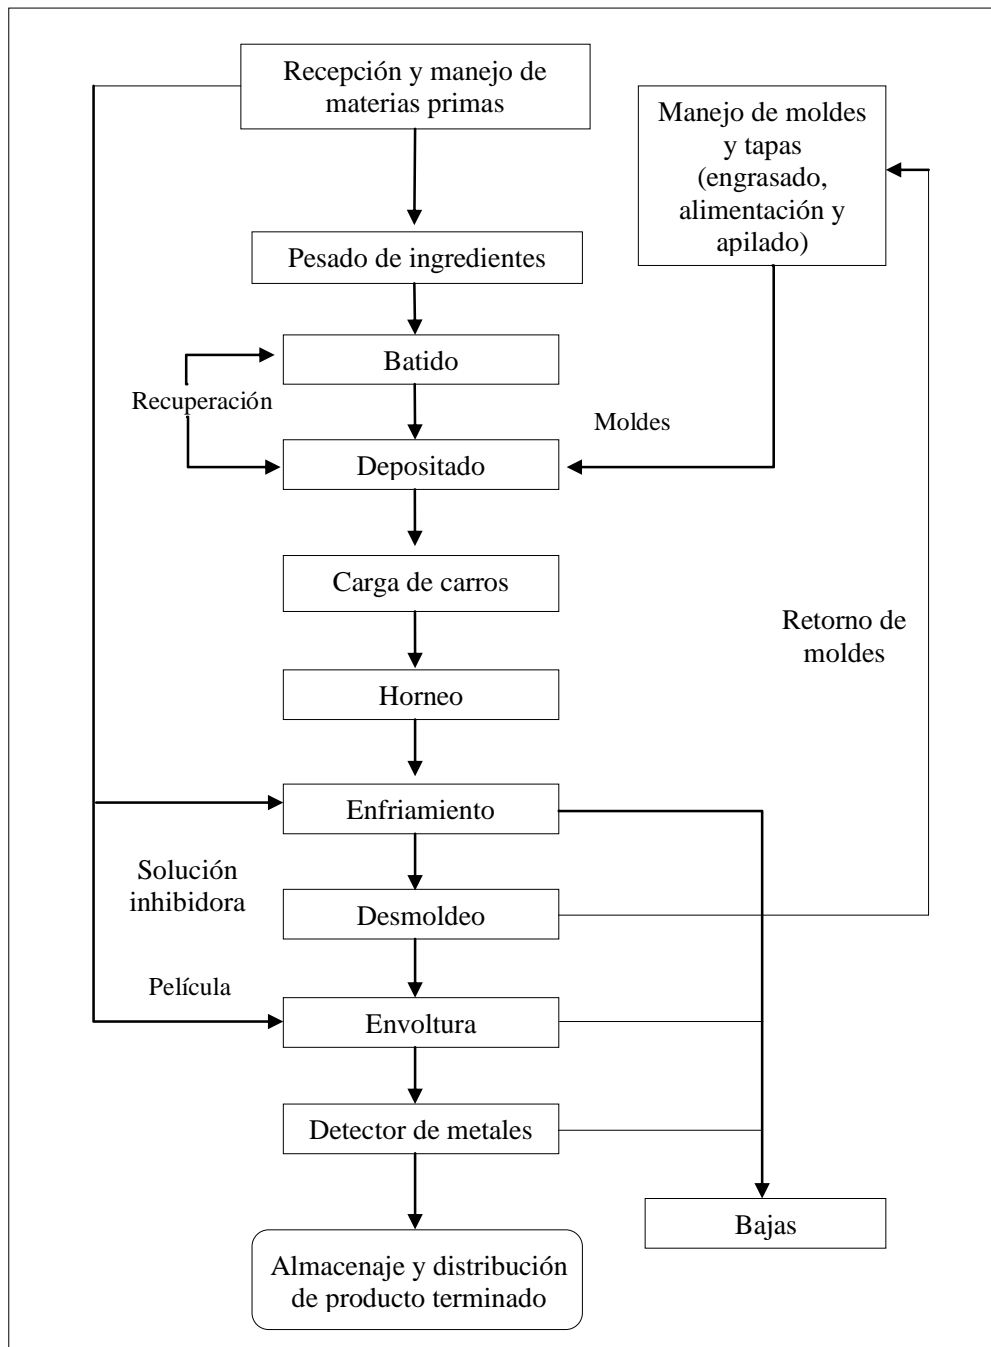 Recepción y manejo de
materias primas
Manejo de moldes
y tapas
(engrasado,
alimentación y
apilado)
Pesado de ingredientes
Batido
Recuperación
Moldes
Depositado
Carga de carros
Retorno de
moldes
Horneo
Enfriamiento
Solución
inhibidora
Desmoldeo
Película
Envoltura
Detector de metales
Bajas
Almacenaje y distribución
de producto terminado